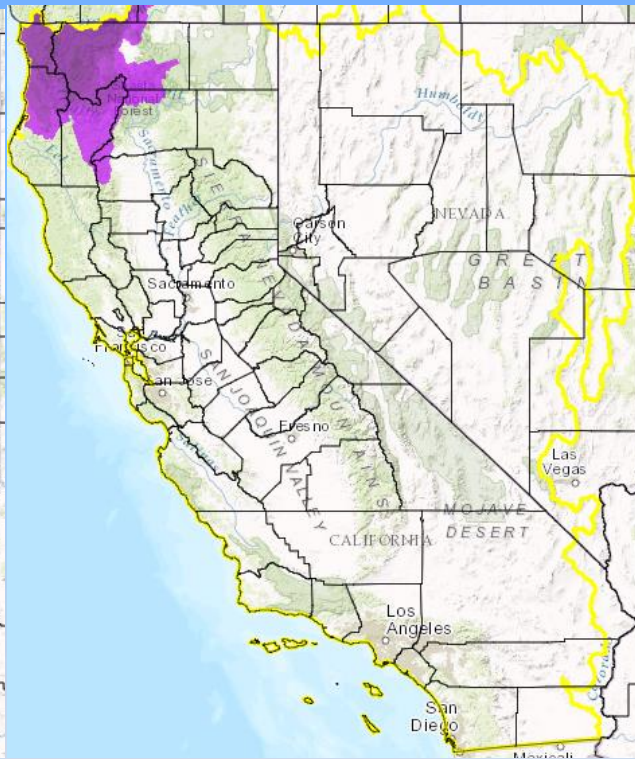 Humboldt
National
Forest
Sacramento
Feather
SIERRA NEVADA MOUNTAINS
Carson
City
NEVADA
GREAT
BASIN
Sacramento
San
Francisco
San Jose
SAN JOAQUIN VALLEY
Fresno
Las
Vegas
MOJAVE
DESERT
CALIFORNIA
Los
Angeles
Colorado
San
Diego
Mexicali